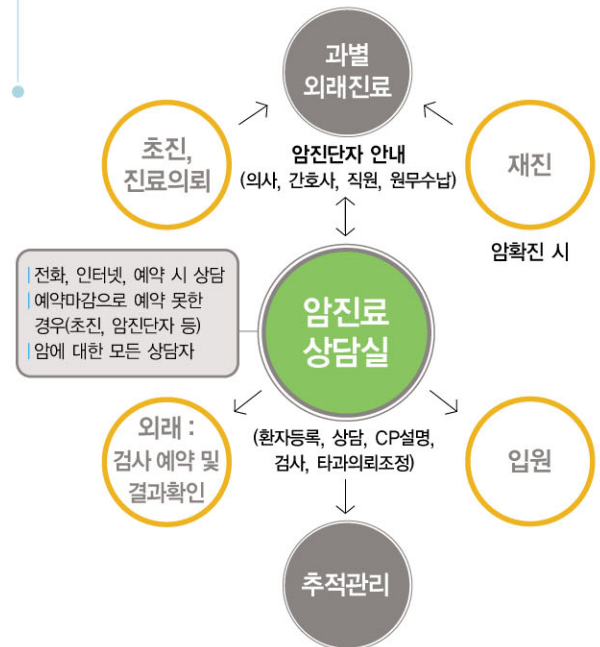 과별
외래진료
초진,
진료의뢰
암진단자 안내
(의사, 간호사, 직원, 원무수납)
재진
암확진 시
전화, 인터넷, 예약 시 상담
예약마감으로 예약 못한
경우(초진, 암진단자 등)
암에 대한 모든 상담자
암진료
상담실
외래 :
검사 예약 및
결과확인
(환자등록, 상담, CP설명,
검사, 타과의뢰조정)
입원
추적관리